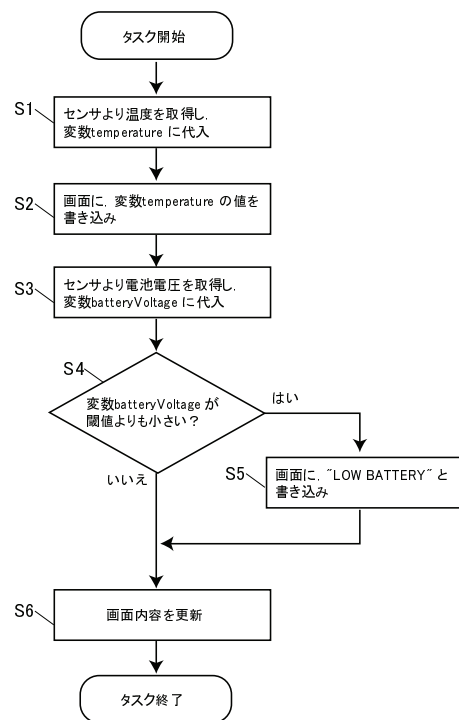 タスク開始
S1
センサより温度を取得し,
変数temperature に代入
S2
画面に, 変数temperature の値を
書き込み
S3
センサより電池電圧を取得し,
変数batteryVoltage に代入
S4
変数batteryVoltage が
閾値よりも小さい?
はい
いいえ
S5
画面に, “LOW BATTERY” と
書き込み
S6
画面内容を更新
タスク終了